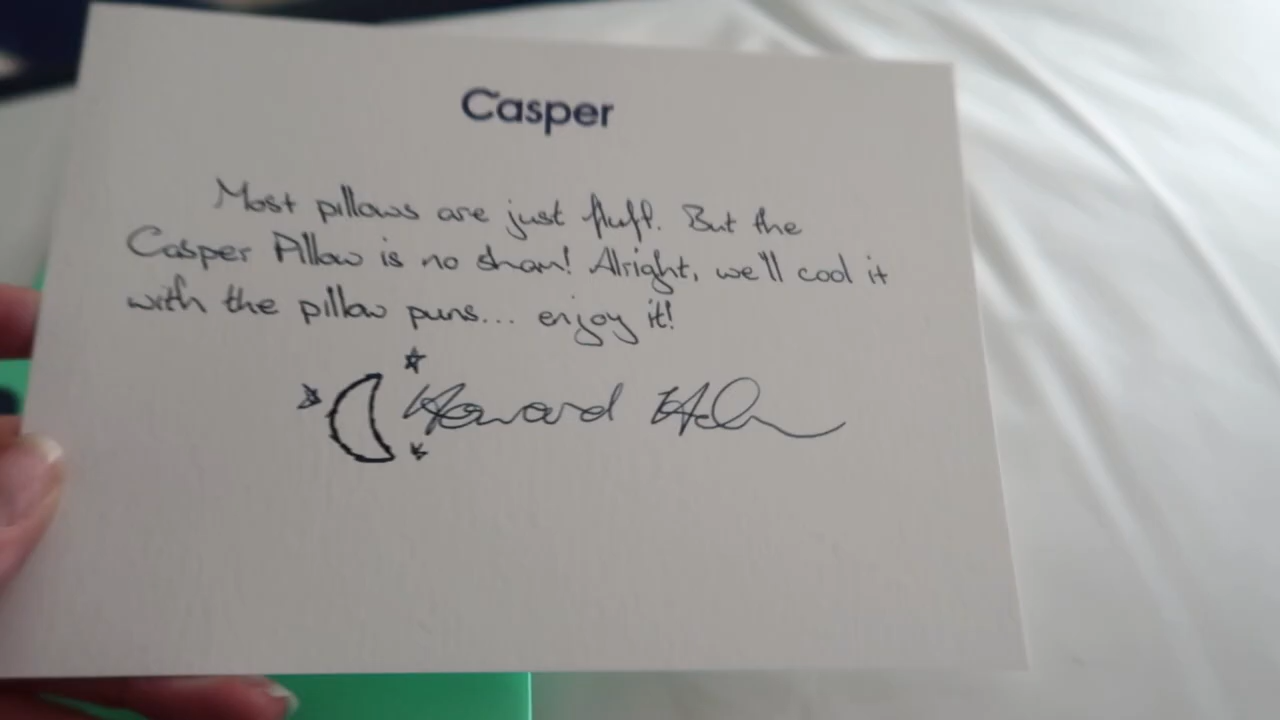 Casper
Most pillows are just fluff. But the
Casper Pillow is no sham! Alright, we'll cool it
with the pillow puns... enjoy it!
Howard